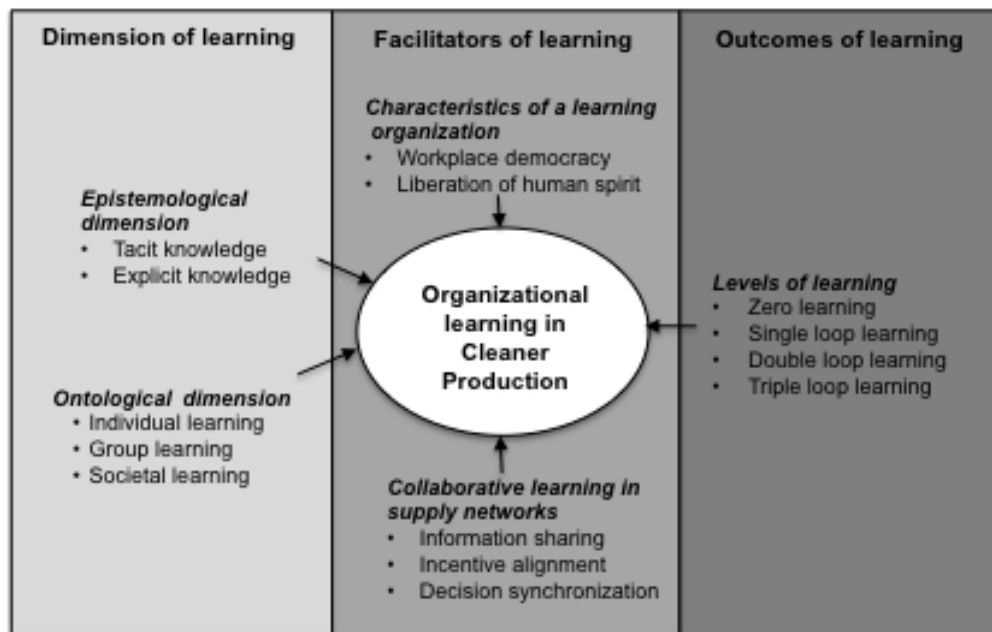 Dimension of learning
Epistemological
dimension
• Tacit knowledge
• Explicit knowledge
Ontological dimension
• Individual learning
• Group learning
• Societal learning
Facilitators of learning
Characteristics of a learning
organization
• Workplace democracy
• Liberation of human spirit
Organizational
learning in
Cleaner
Production
Collaborative learning in
supply networks
• Information sharing
• Incentive alignment
• Decision synchronization
Outcomes of learning
Levels of learning
• Zero learning
• Single loop learning
• Double loop learning
• Triple loop learning